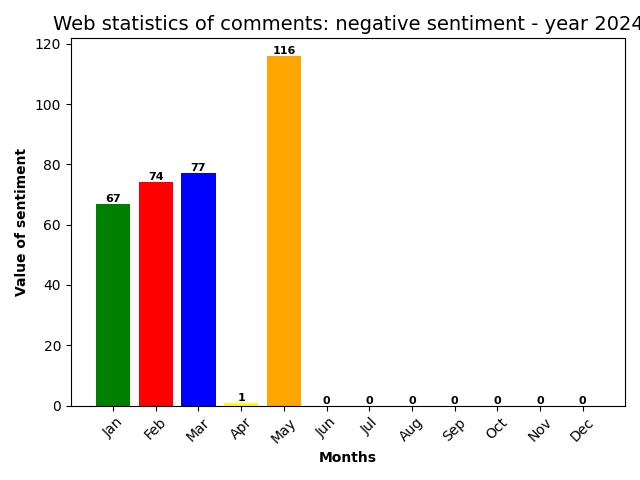 Web statistics of comments: negative sentiment - year 2024
120
100
80
60
40
20
0
Value of sentiment
67
74
77
1
116
0
0
0
0
0
0
0
Jan
Feb
Mar
Apr
May
Jun
Jul
Aug
Sep
Oct
Nov
Dec
Months